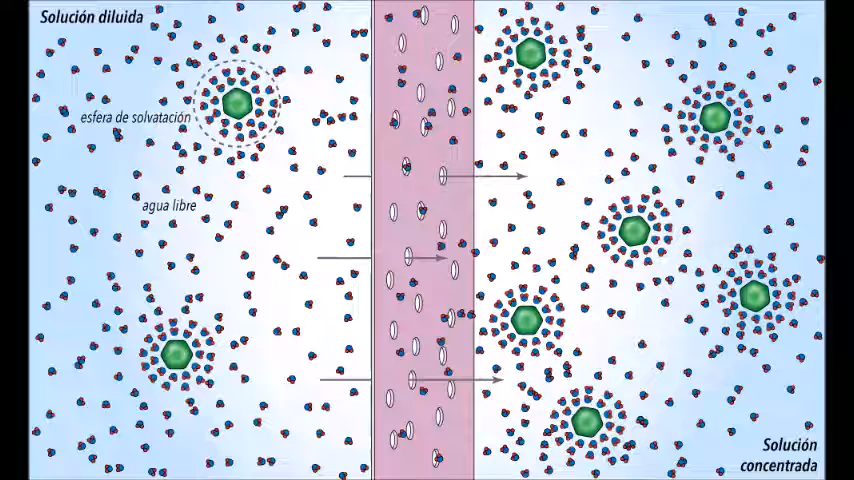 Solución diluida
esfera de solvatación
agua libre
Solución
concentrada